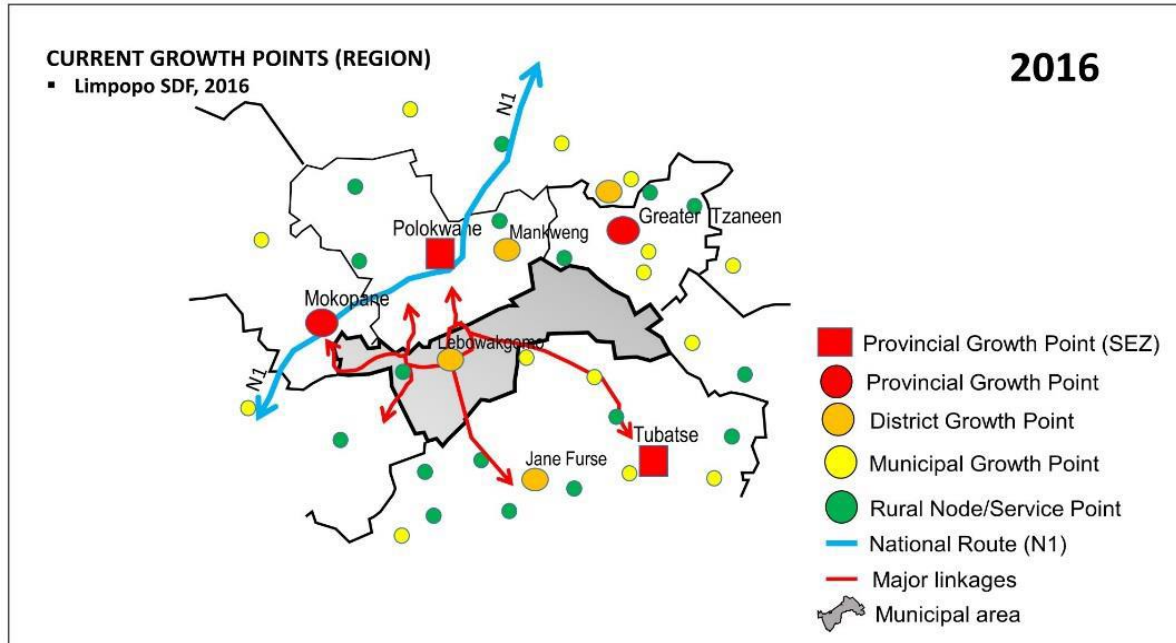 CURRENT GROWTH POINTS (REGION)
▪ Limpopo SDF, 2016
2016
N1
Polokwane
Mankweng
Greater Tzaneen
Mokopane
Lebowakgomo
N1
Tubatse
Jane Furse
Provincial Growth Point (SEZ)
Provincial Growth Point
District Growth Point
Municipal Growth Point
Rural Node/Service Point
National Route (N1)
Major linkages
Municipal area